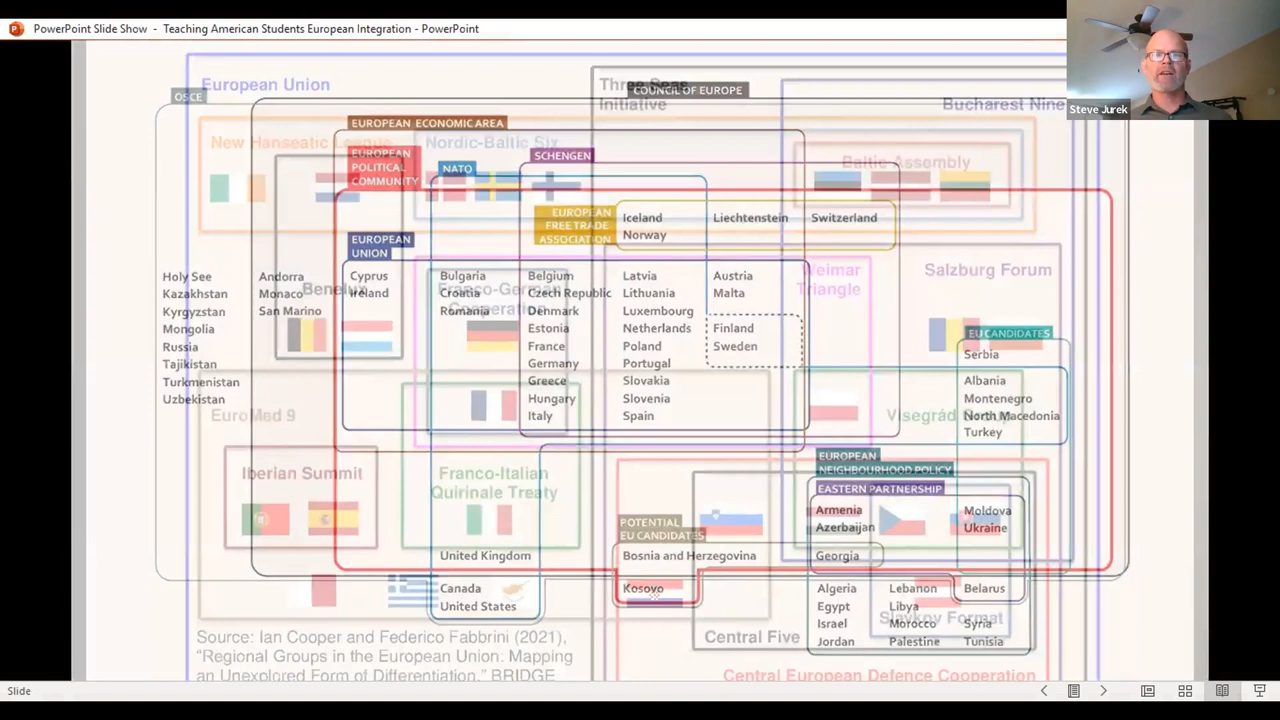 PowerPoint Slide Show - Teaching American Students European Integration - PowerPoint
Steve Jurek
European Union
Three Seas
Initiative
COUNCIL OF EUROPE
OSCE
Bucharest Nine
EUROPEAN ECONOMIC AREA
New Hanseatic League
Nordic-Baltic Six
EUROPEAN
POLITICAL
COMMUNITY
NATO
SCHENGEN
Baltic Assembly
EUROPEAN
FREE TRADE
ASSOCIATION
Iceland Liechtenstein Switzerland
Norway
EUROPEAN
UNION
Holy See
Kazakhstan
Kyrgyzstan
Mongolia
Russia
Tajikistan
Turkmenistan
Uzbekistan
Andorra
Monaco
San Marino
Benelux
Cyprus
Ireland
Bulgaria
Croatia
Romania
Franco-German
Cooperation
Belgium
Czech Republic
Denmark
Estonia
France
Germany
Greece
Hungary
Italy
Latvia
Lithuania
Luxembourg
Netherlands
Poland
Portugal
Slovakia
Slovenia
Spain
Austria
Malta
Finland
Sweden
Weimar
Triangle
Salzburg Forum
EU CANDIDATES
Serbia
Albania
Montenegro
North Macedonia
Turkey
Visegrád Group
EuroMed 9
Iberian Summit
Franco-Italian
Quirinale Treaty
EUROPEAN
NEIGHBOURHOOD POLICY
EASTERN PARTNERSHIP
Armenia Moldova
Azerbaijan Ukraine
POTENTIAL
EU CANDIDATES
United Kingdom
Bosnia and Herzegovina
Georgia
Canada
United States
Kosovo
Algeria Lebanon Belarus
Egypt Libya
Israel Morocco Syria
Jordan Palestine Tunisia
Slavkov Format
Central Five
Source: Ian Cooper and Federico Fabbrini (2021),
"Regional Groups in the European Union. Mapping
an Unexplored Form of Differentiation," BRIDGE
Central European Defence Cooperation
Slide